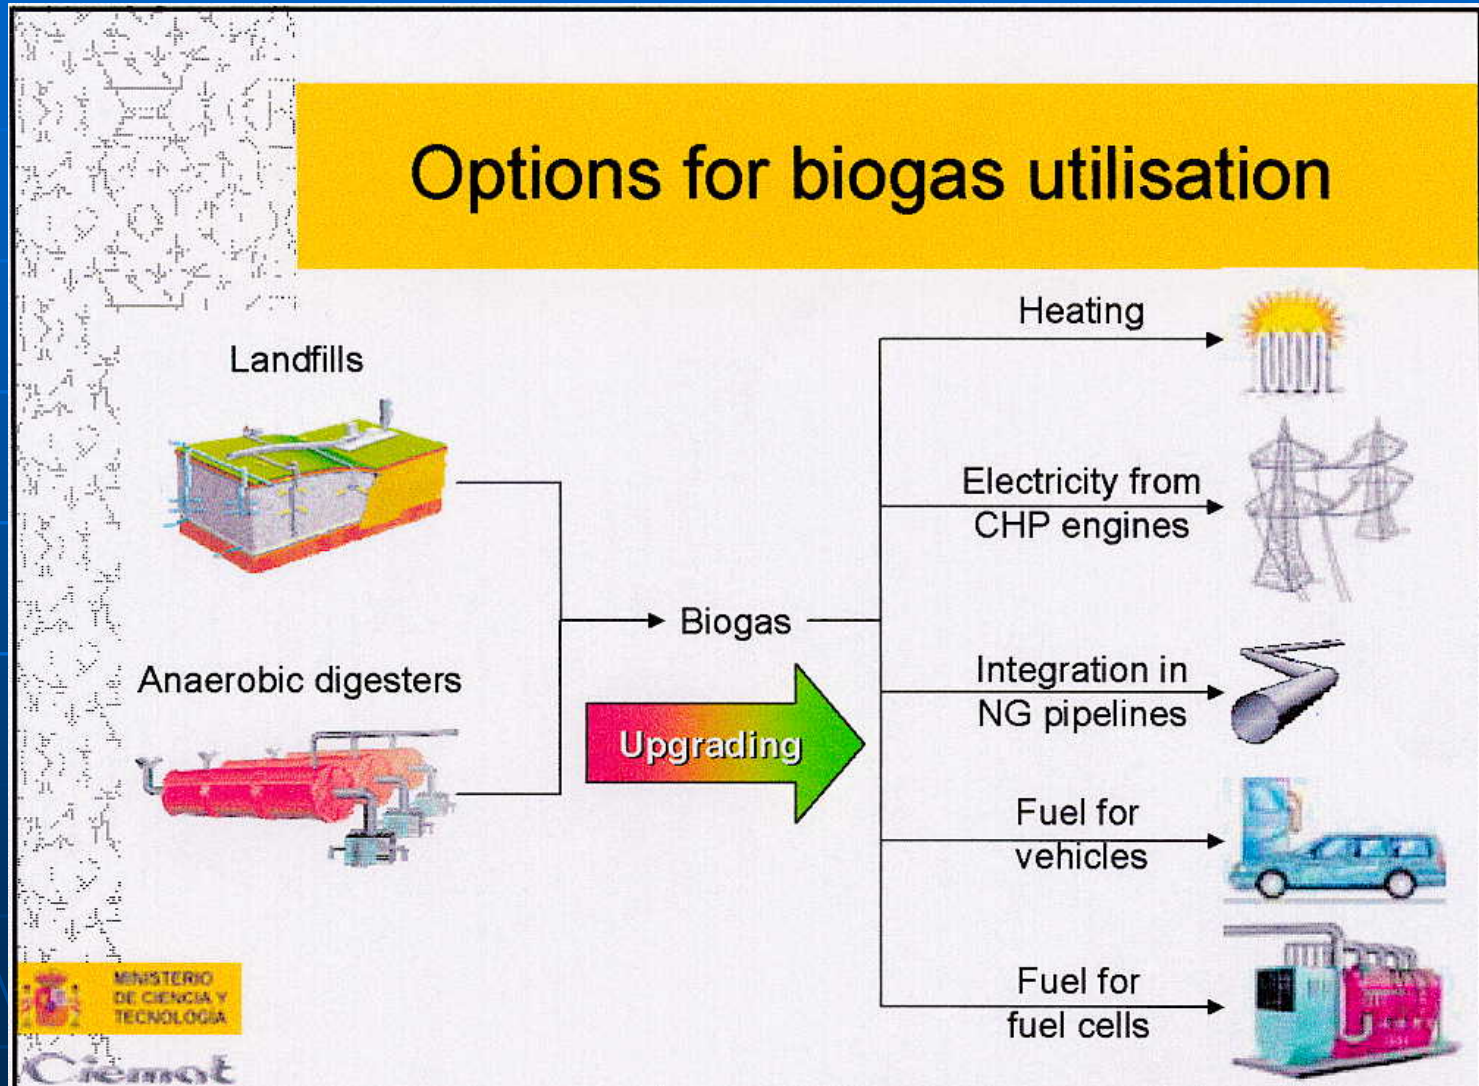 Options for biogas utilisation
Landfills
Anaerobic digesters
Biogas
Upgrading
Heating
Electricity from
CHP engines
Integration in
NG pipelines
Fuel for
vehicles
Fuel for
fuel cells
MINISTERIO
DE CIENCIA Y
TECNOLOGÍA
Ciemat